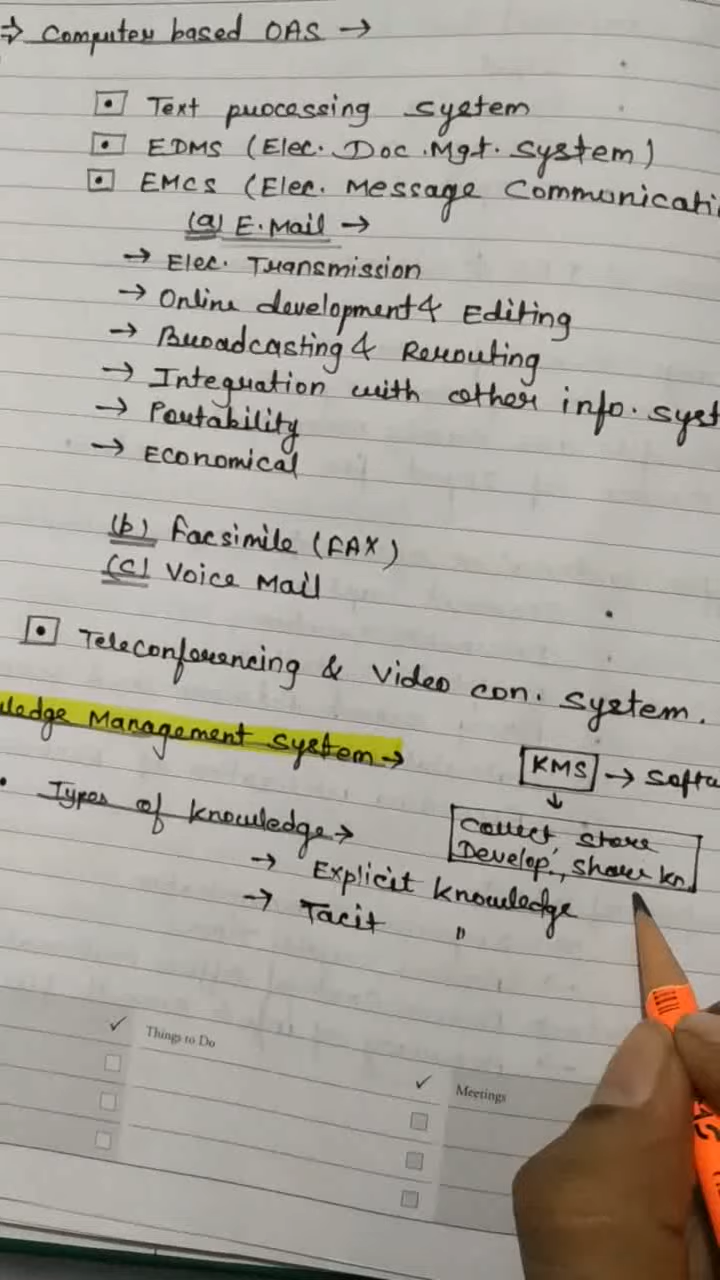 ⇒ Computer based OAS →
⊡ Text processing system
⊡ EDMS (Elec. Doc. Mgt. system)
⊡ EMCS (Elec. Message Communicati
(a) E.Mail →
→ Elec. Transmission
→ Online development & Editing
→ Broadcasting & Rerouting
→ Integration with other info. syst
→ Portability
→ Economical
(b) Facsimile (FAX)
(c) Voice Mail
⊡ Teleconferencing & Video con. system.
ledge Management system →
KMS → Softw
↓
• Types of knowledge →
Collect, store
Develop., share kn.
→ Explicit knowledge
→ Tacit "
✓ Things to Do
✓ Meetings